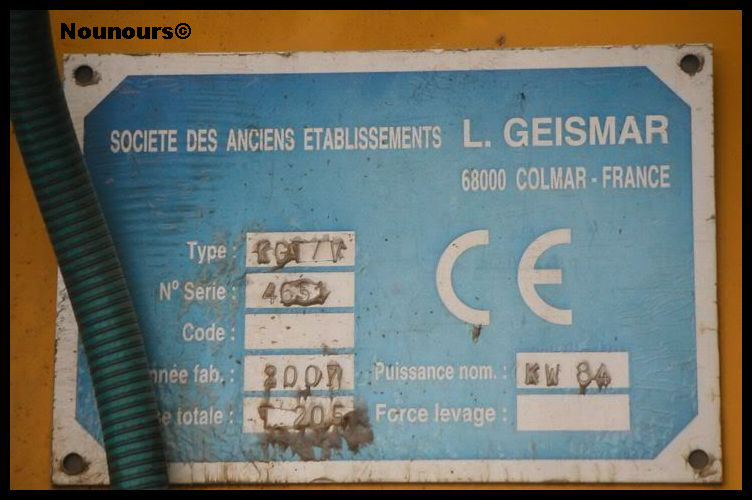 Nounours©
SOCIETE DES ANCIENS ETABLISSEMENTS L. GEISMAR
68000 COLMAR - FRANCE
CE
Type :
N° Serie : 4651
Code :
fab. : 2007 Puissance nom. : KW 84
totale : Force levage :